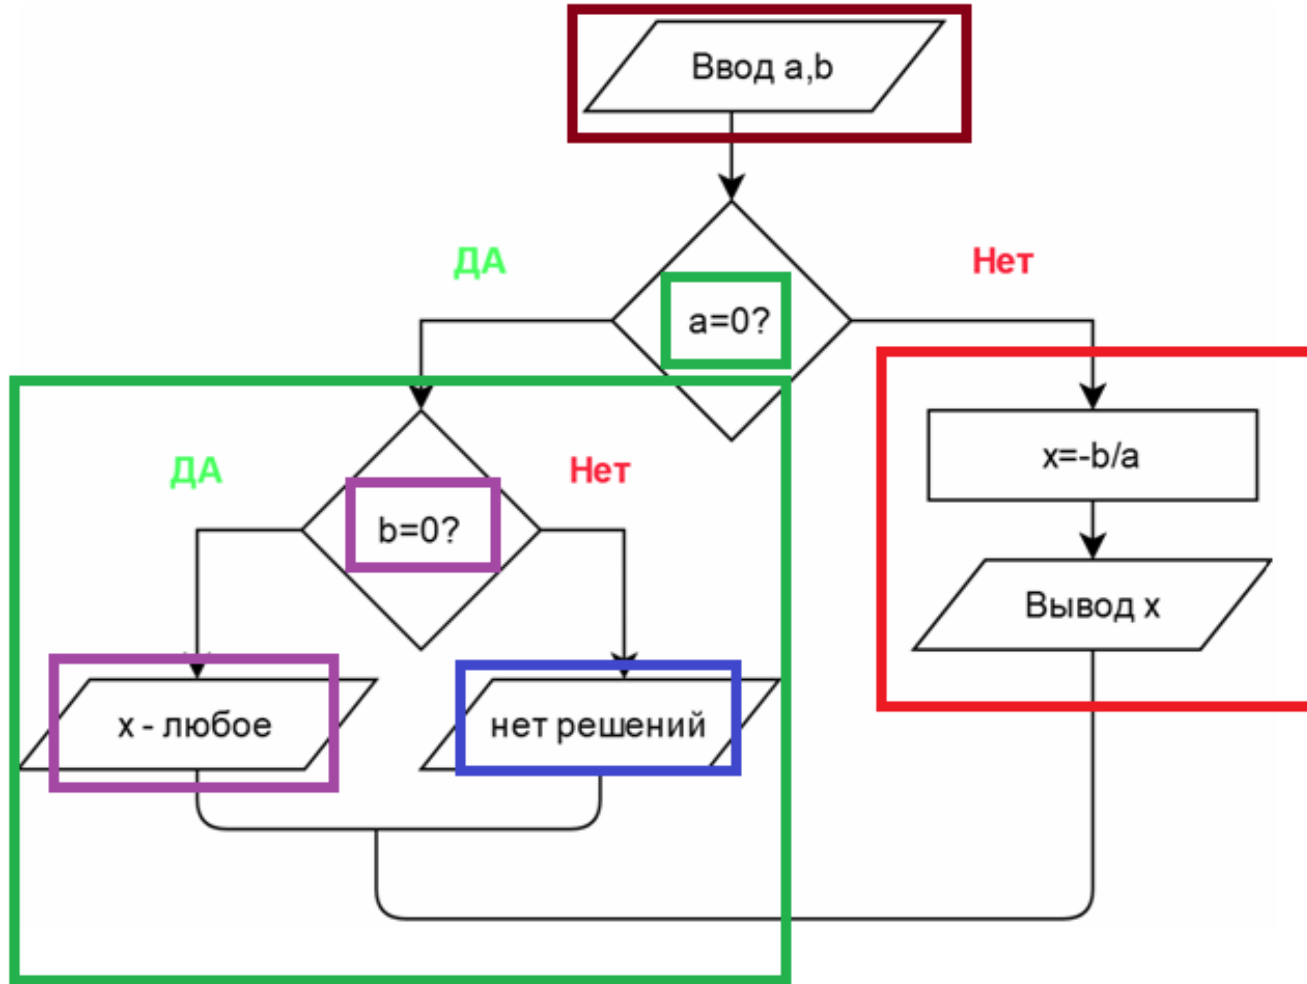 Ввод a,b
ДА
Нет
a=0?
ДА
Нет
x=-b/a
b=0?
Вывод x
x - любое
нет решений